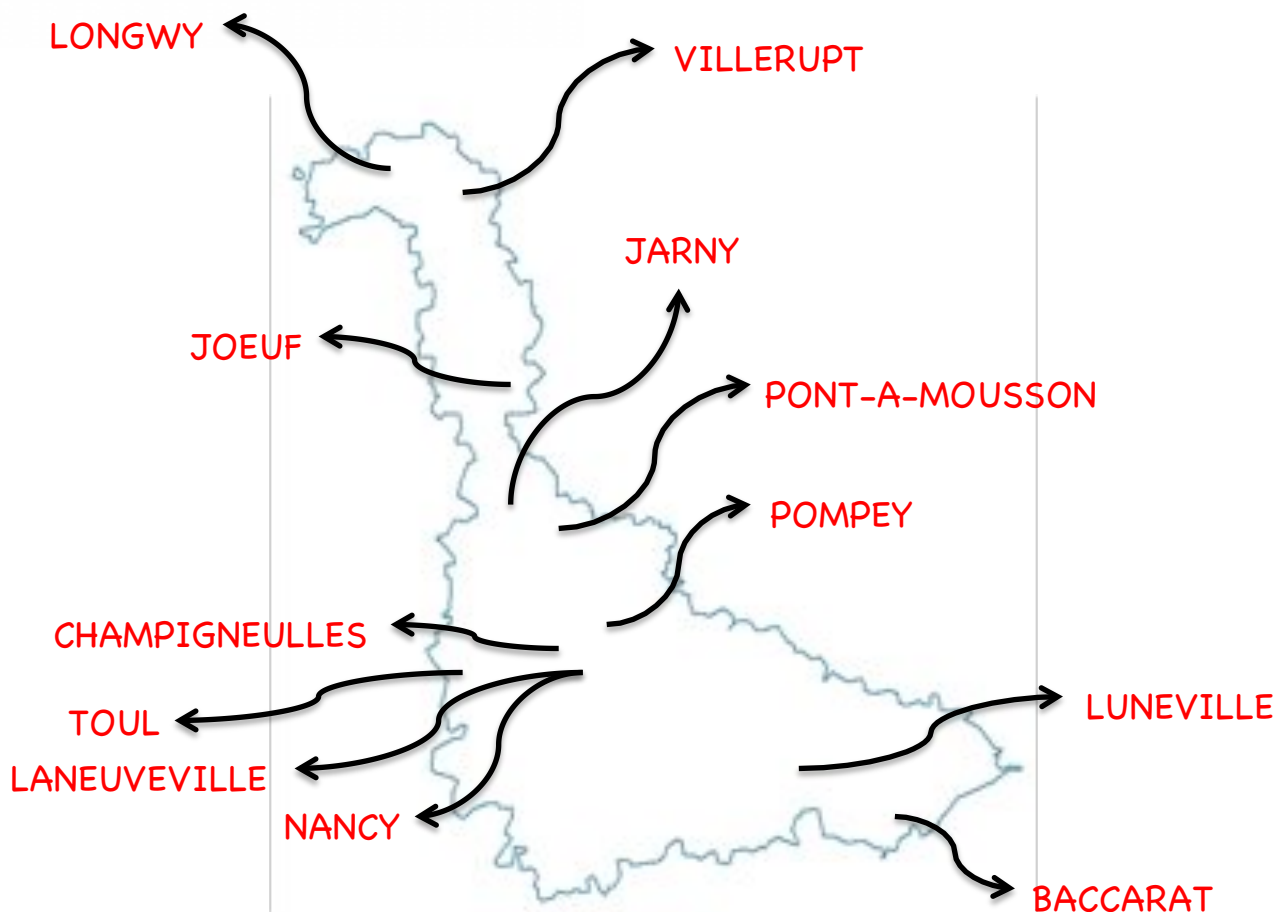 LONGWY
VILLERUPT
JARNY
JOEUF
PONT-A-MOUSSON
POMPEY
CHAMPIGNEULLES
LUNEVILLE
TOUL
LANEUVEVILLE
NANCY
BACCARAT